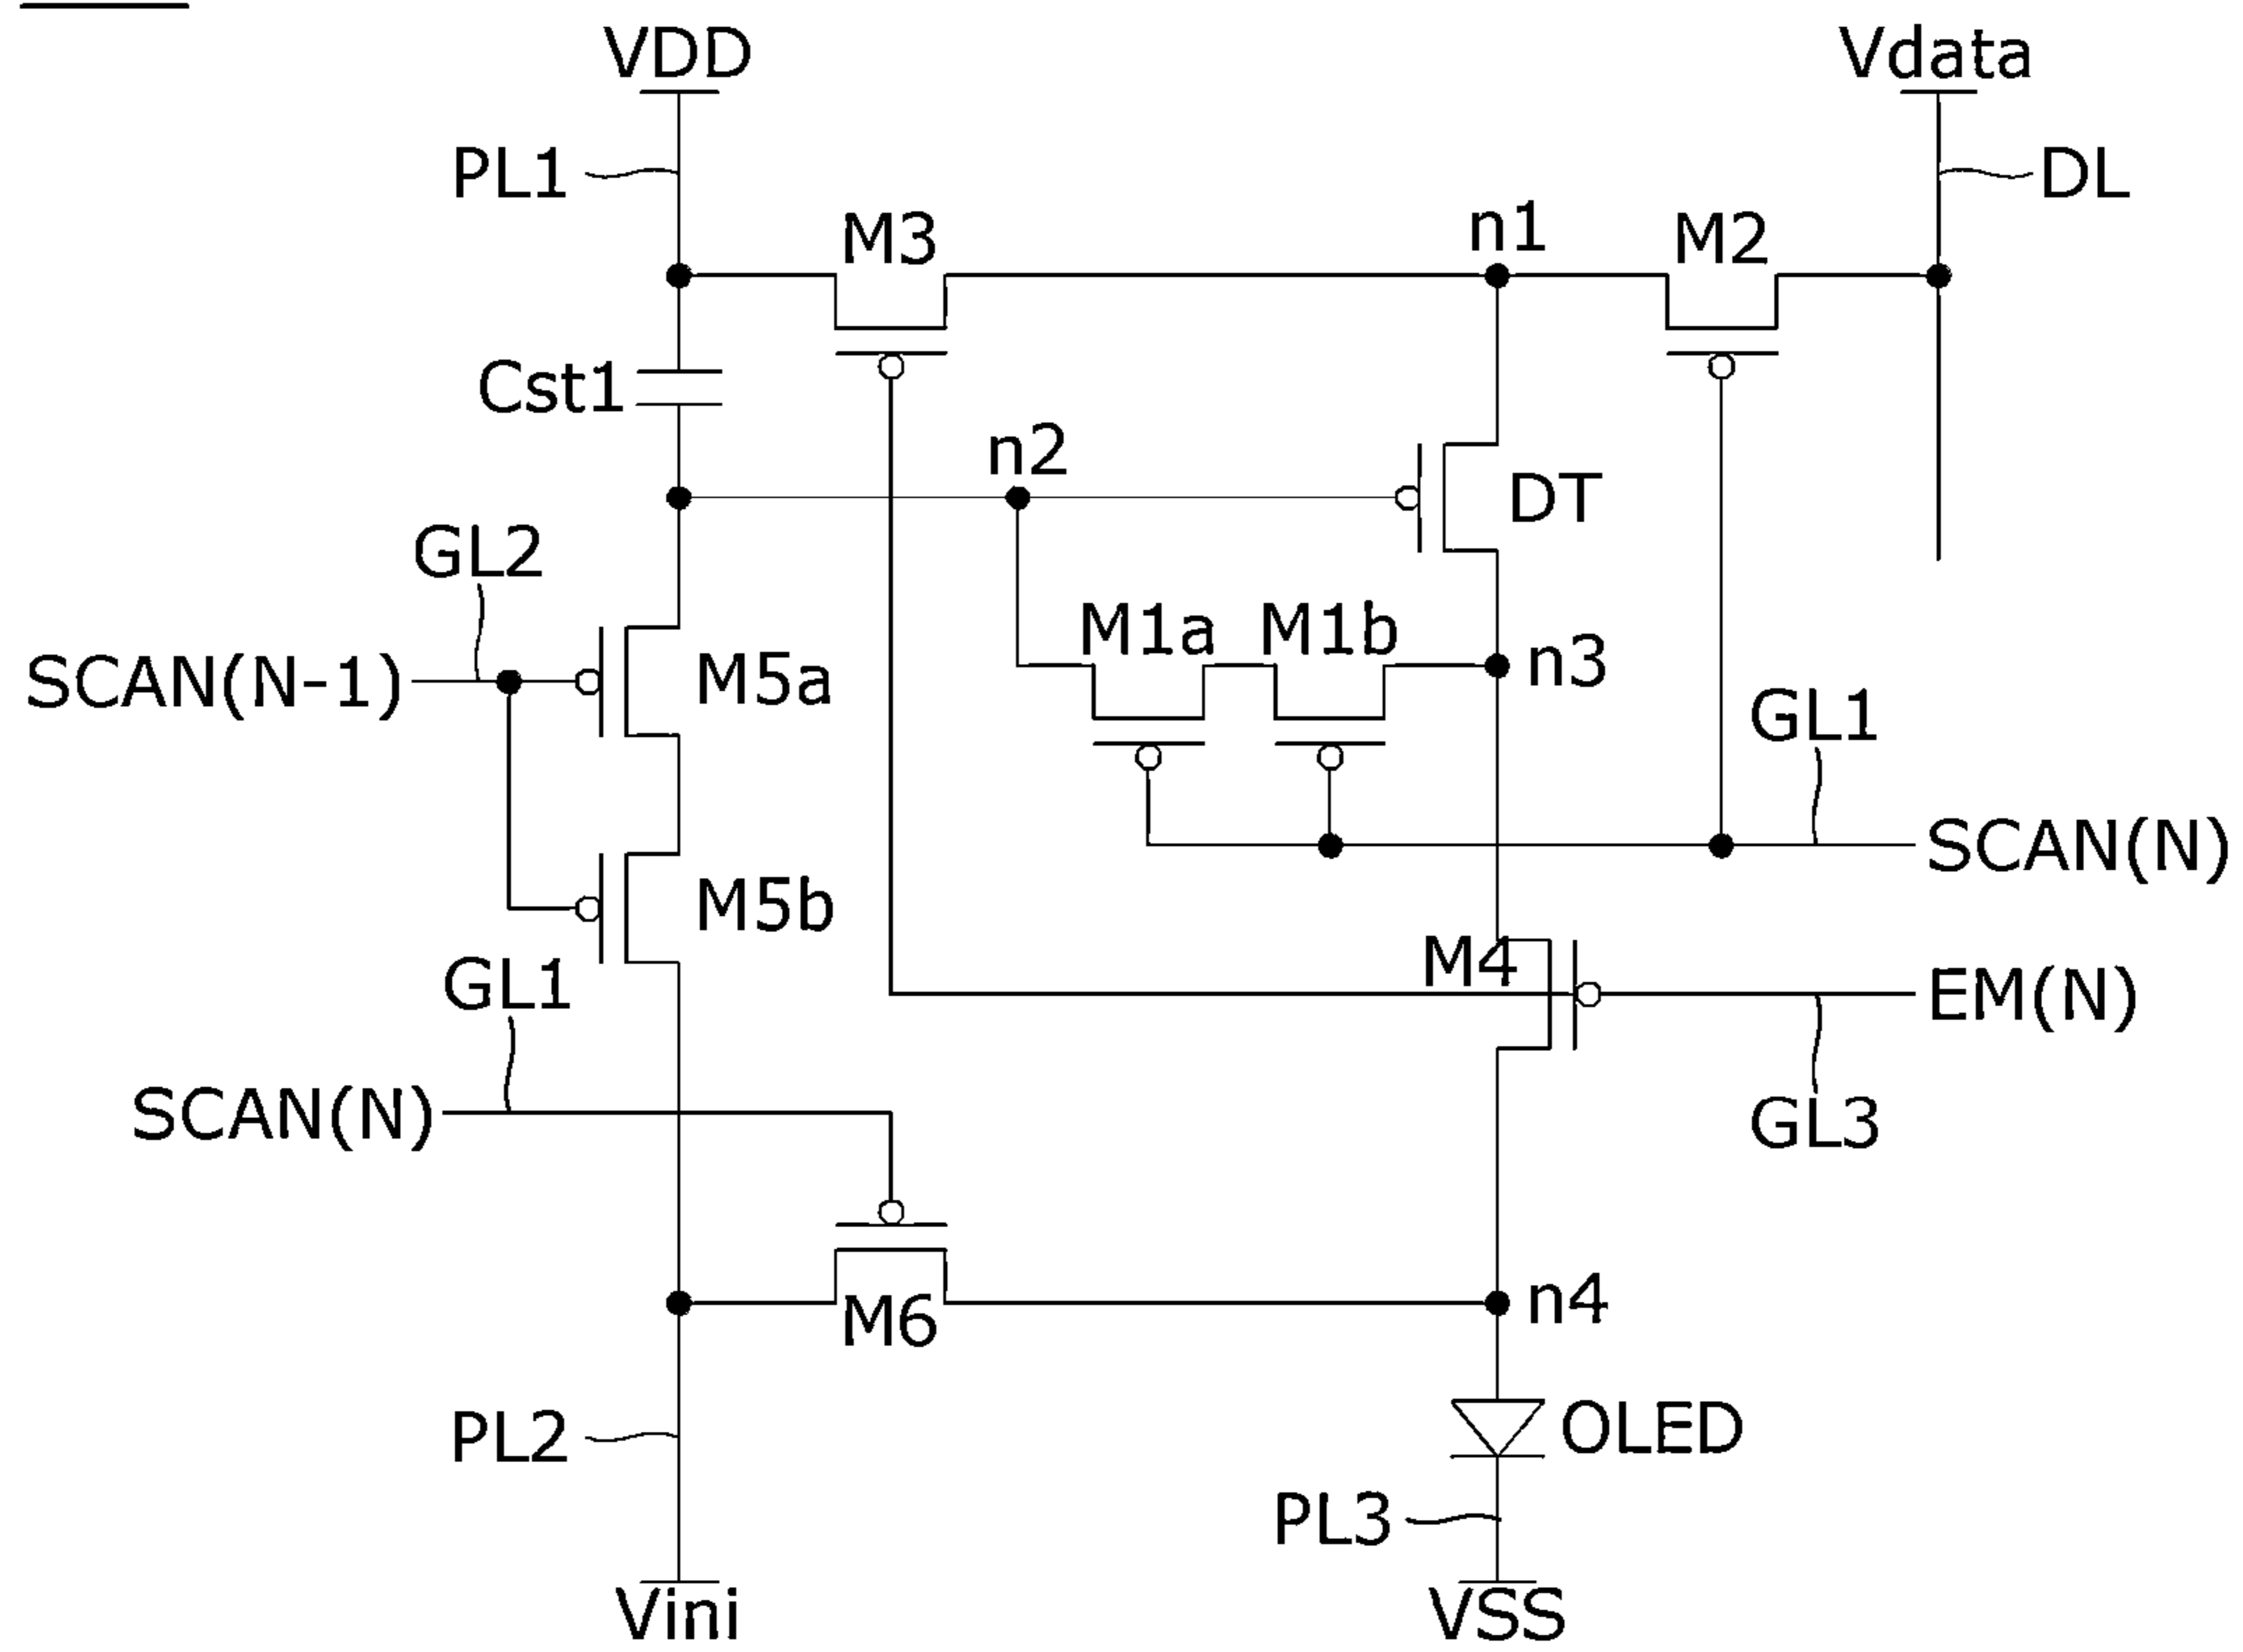 VDD
Vdata
PL1
DL
M3
n1
M2
Cst1
n2
DT
GL2
M1a
M1b
n3
SCAN(N-1)
M5a
GL1
SCAN(N)
M5b
M4
GL1
EM(N)
SCAN(N)
GL3
n4
M6
PL2
OLED
PL3
Vini
VSS